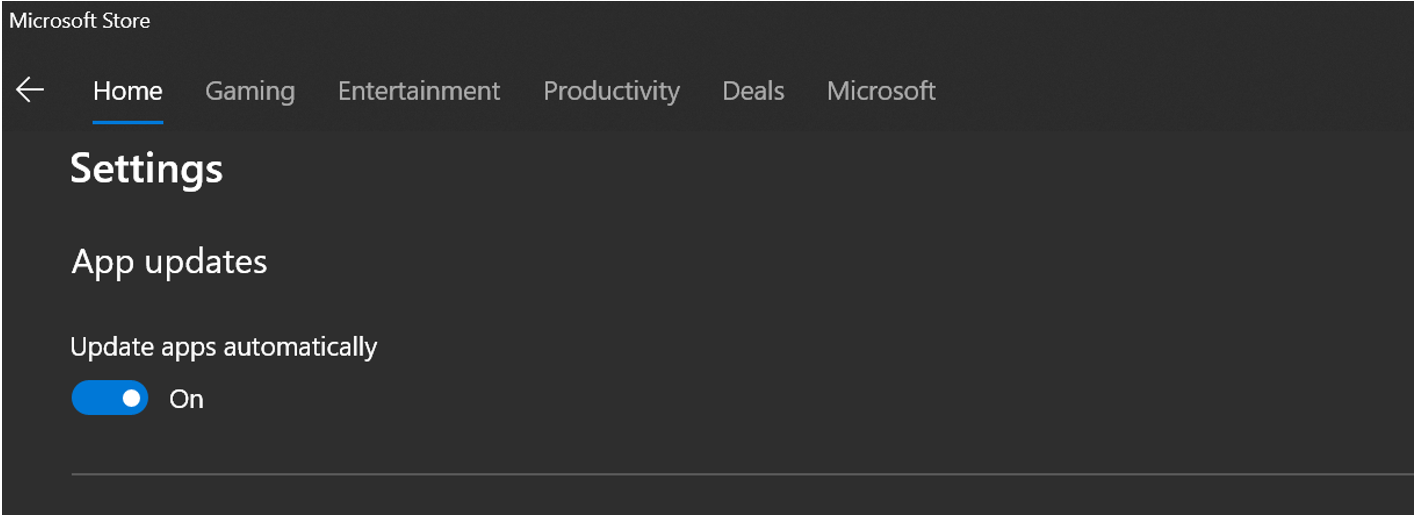 Microsoft Store
Home Gaming Entertainment Productivity Deals Microsoft
Settings
App updates
Update apps automatically
On